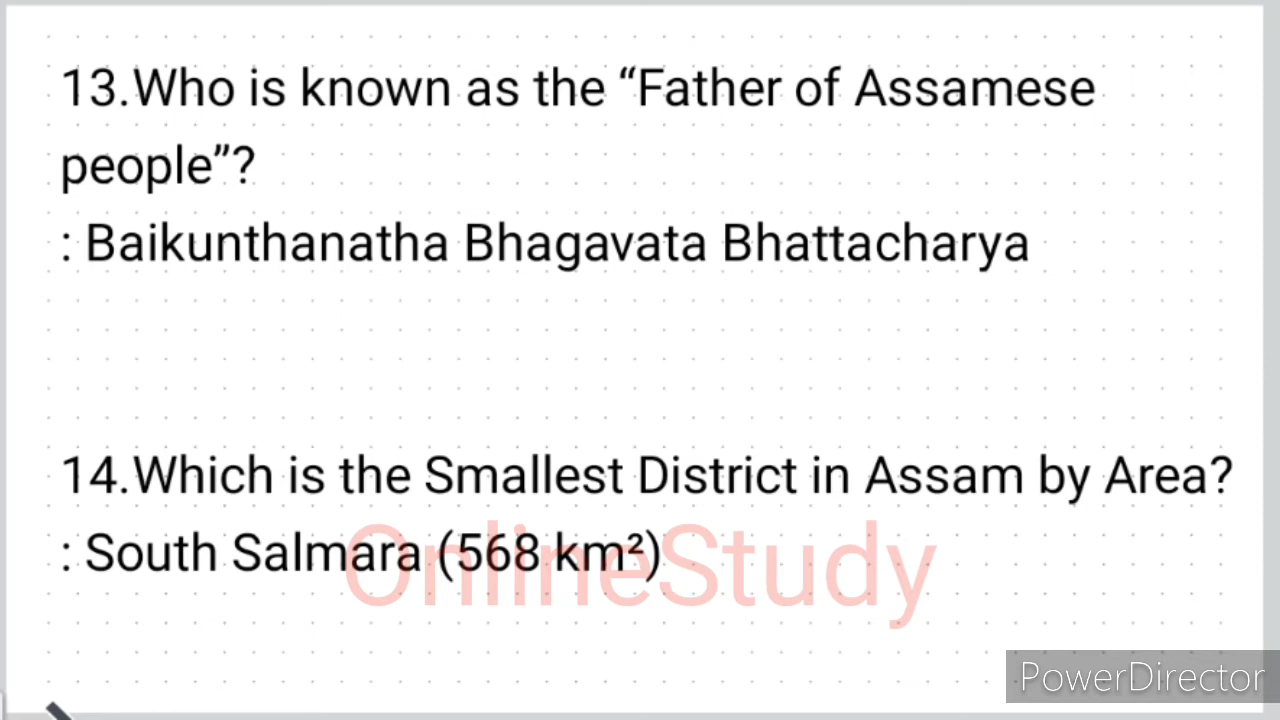 13.Who is known as the “Father of Assamese
people”?
: Baikunthanatha Bhagavata Bhattacharya
14.Which is the Smallest District in Assam by Area?
: South Salmara (568 km²)
OnlineStudy
PowerDirector